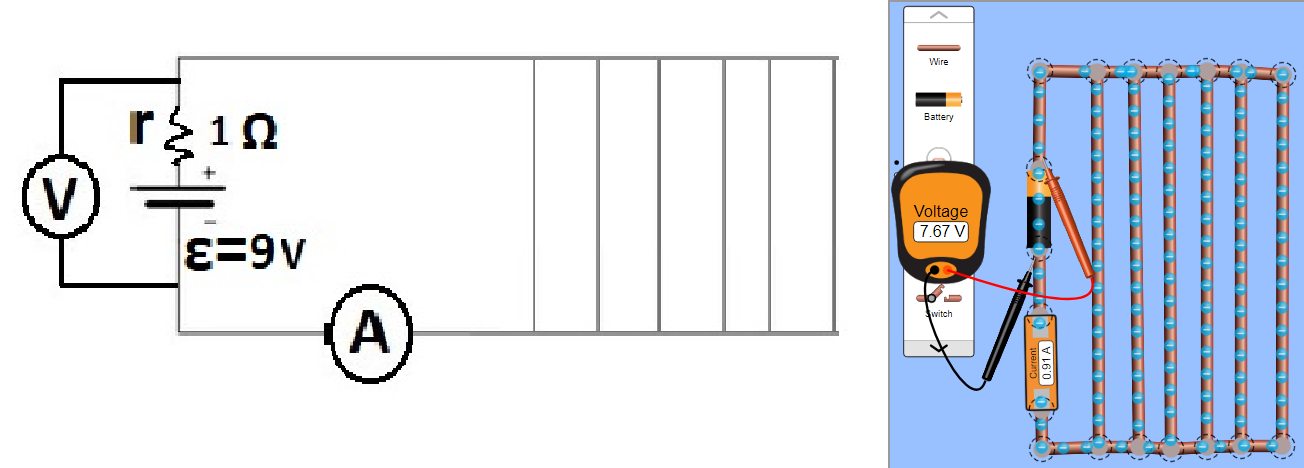 r 1 Ω
+
V
−
ε=9v
A
Wire
Battery
Voltage
7.67 V
Switch
Current
0.91 A